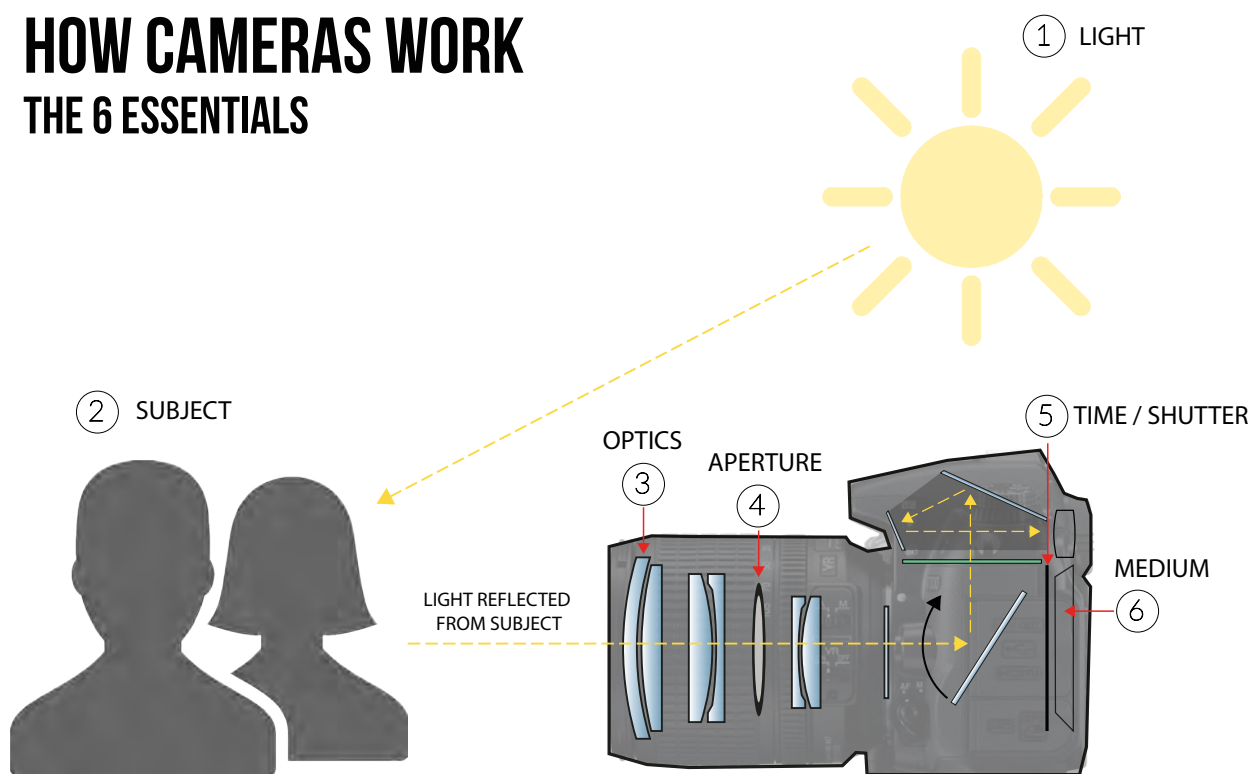 HOW CAMERAS WORK
THE 6 ESSENTIALS
1 LIGHT
2 SUBJECT
OPTICS
3
APERTURE
4
5 TIME / SHUTTER
MEDIUM
6
LIGHT REFLECTED
FROM SUBJECT